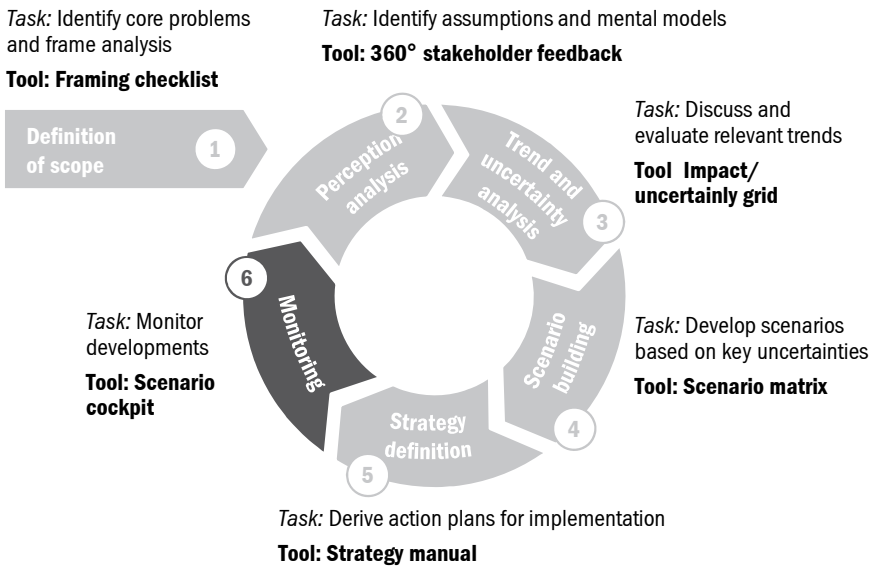 Task: Identify core problems
and frame analysis
Tool: Framing checklist
Definition
of scope
1
Task: Identify assumptions and mental models
Tool: 360° stakeholder feedback
2
Perception
analysis
Task: Discuss and
evaluate relevant trends
Tool Impact/
uncertainly grid
Trend and
uncertainty
analysis
3
Task: Develop scenarios
based on key uncertainties
Tool: Scenario matrix
Scenario
building
4
Strategy
definition
5
Task: Derive action plans for implementation
Tool: Strategy manual
6
Monitoring
Task: Monitor
developments
Tool: Scenario
cockpit